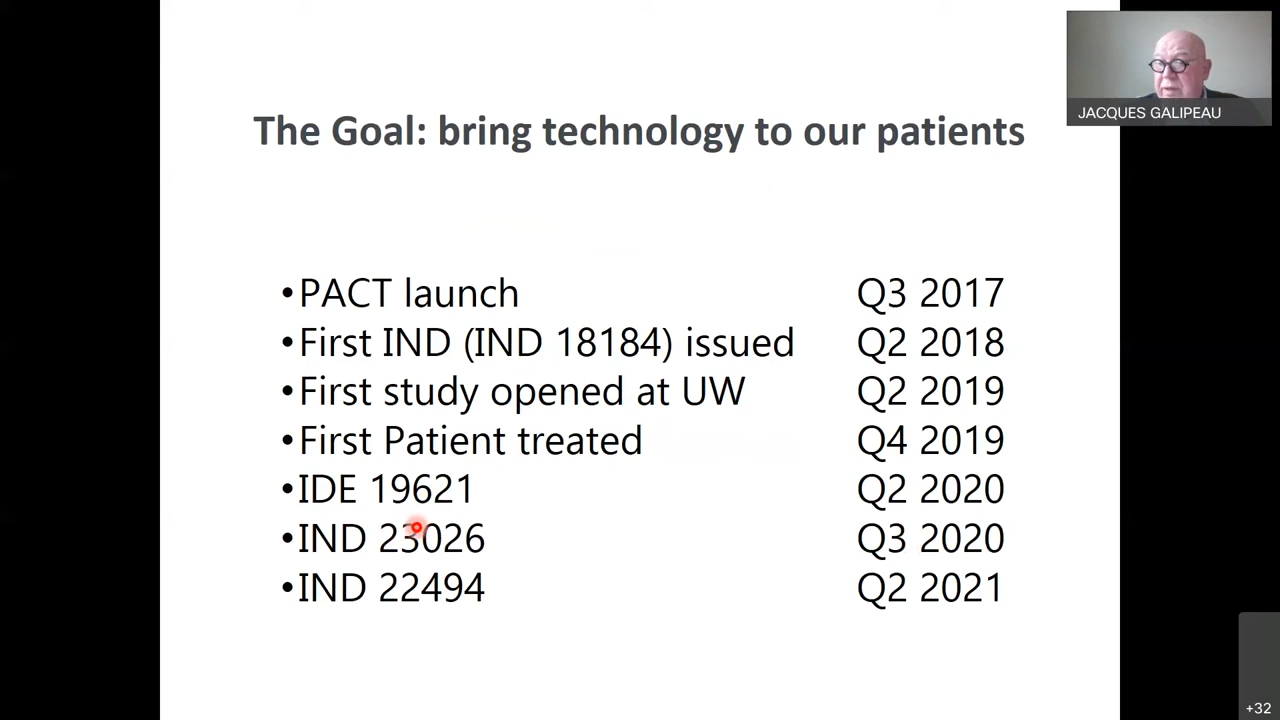 JACQUES GALIPEAU
The Goal: bring technology to our patients
•PACT launch Q3 2017
•First IND (IND 18184) issued Q2 2018
•First study opened at UW Q2 2019
•First Patient treated Q4 2019
•IDE 19621 Q2 2020
•IND 23026 Q3 2020
•IND 22494 Q2 2021
+32